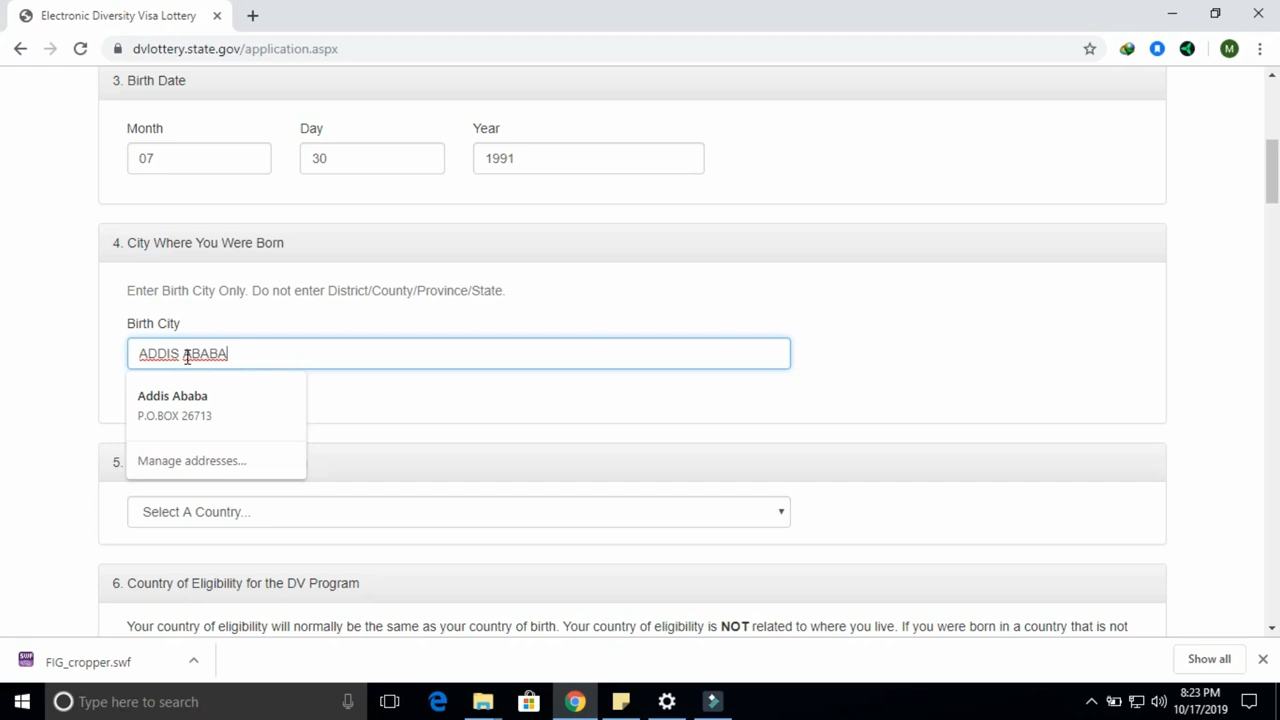 Electronic Diversity Visa Lottery
dvlottery.state.gov/application.aspx
M
3. Birth Date
Month
Day
Year
07
30
1991
4. City Where You Were Born
Enter Birth City Only. Do not enter District/County/Province/State.
Birth City
ADDIS ABABA
Addis Ababa
P.O.BOX 26713
Manage addresses...
5.
Select A Country...
6. Country of Eligibility for the DV Program
Your country of eligibility will normally be the same as your country of birth. Your country of eligibility is NOT related to where you live. If you were born in a country that is not
SWF
FIG_cropper.swf
Show all
Type here to search
8:23 PM
10/17/2019